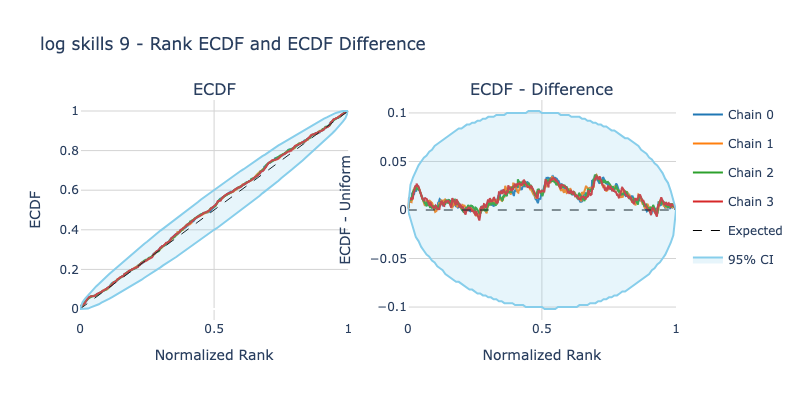 log skills 9 - Rank ECDF and ECDF Difference
ECDF
ECDF
1
0.8
0.6
0.4
0.2
0
0
0.5
1
Normalized Rank
ECDF - Difference
ECDF - Uniform
0.1
0.05
0
−0.05
−0.1
0
0.5
1
Normalized Rank
Chain 0
Chain 1
Chain 2
Chain 3
Expected
95% CI